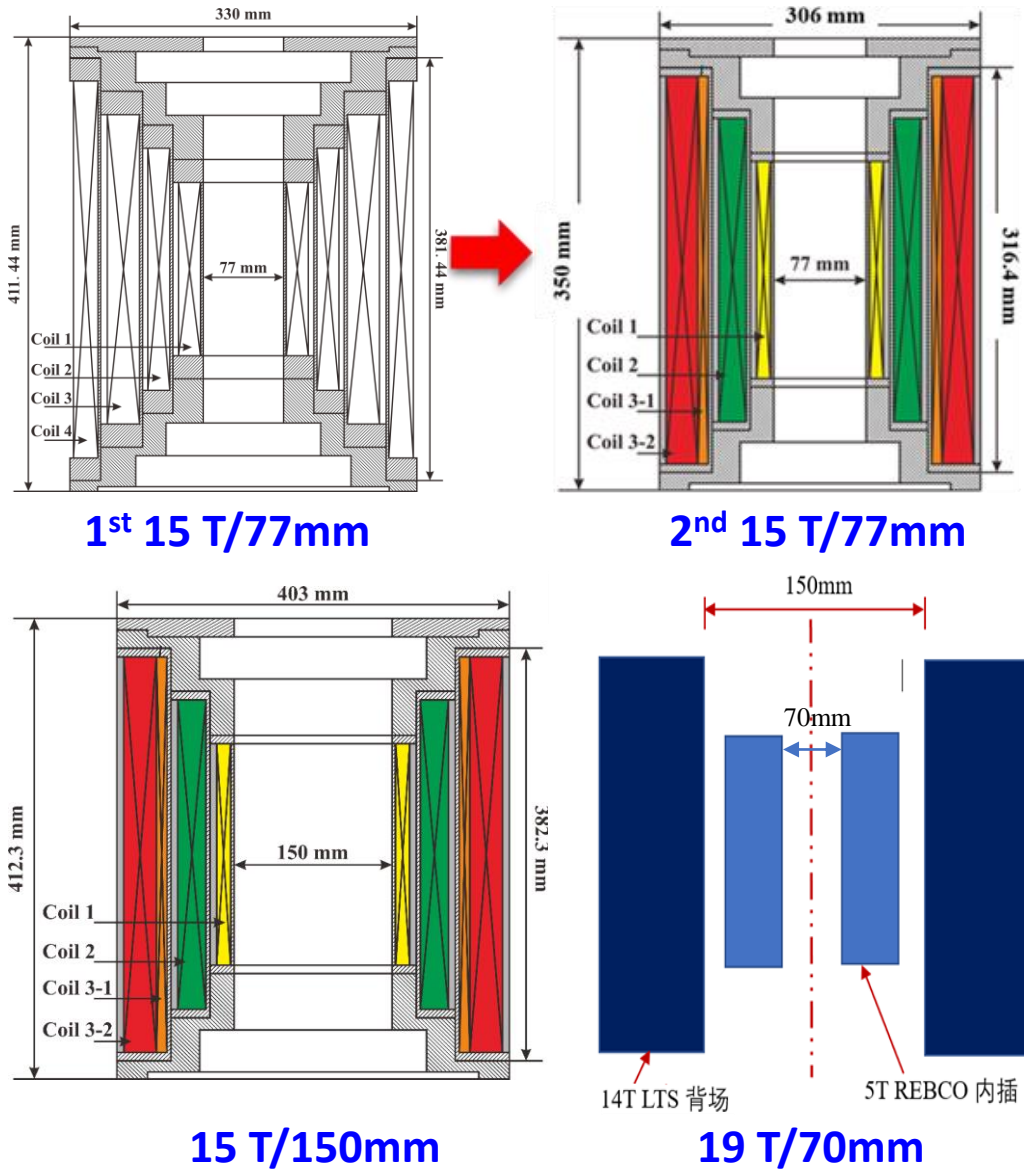 330 mm
411. 44 mm
381. 44 mm
77 mm
Coil 1
Coil 2
Coil 3
Coil 4
1st 15 T/77mm
306 mm
350 mm
316.4 mm
77 mm
Coil 1
Coil 2
Coil 3-1
Coil 3-2
2nd 15 T/77mm
403 mm
412.3 mm
382.3 mm
150 mm
Coil 1
Coil 2
Coil 3-1
Coil 3-2
15 T/150mm
150mm
70mm
14T LTS 背场
5T REBCO 内插
19 T/70mm